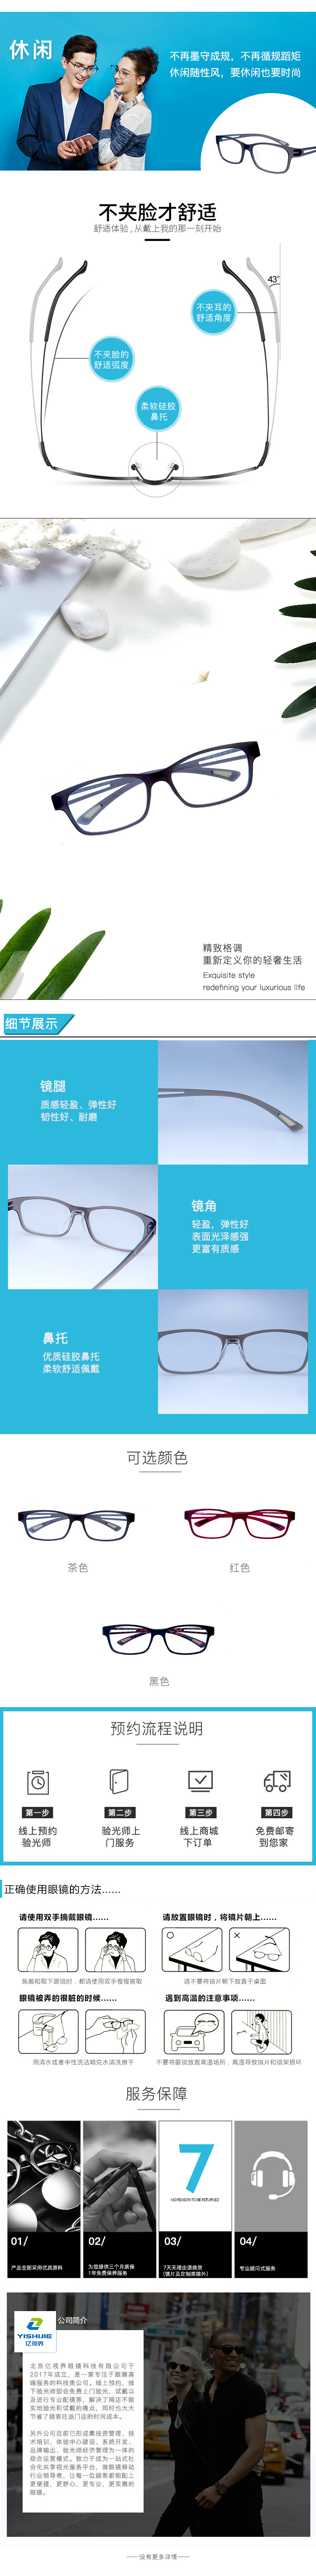 休闲
不再墨守成规，不再循规蹈矩
休闲随性风，要休闲也要时尚
不夹脸才舒适
舒适体验，从戴上我的那一刻开始
43°
不夹耳的
舒适角度
不夹脸的
舒适弧度
柔软硅胶
鼻托
精致格调
重新定义你的轻奢生活
Exquisite style
redefining your luxurious life
细节展示
镜腿
质感轻盈、弹性好
韧性好、耐磨
镜角
轻盈，弹性好
表面光泽感强
更富有质感
鼻托
优质硅胶鼻托
柔软舒适佩戴
可选颜色
茶色
红色
黑色
预约流程说明
第一步
第二步
第三步
第四步
线上预约
验光师
验光师上
门服务
线上商城
下订单
免费邮寄
到您家
正确使用眼镜的方法......
请使用双手摘戴眼镜......
请放置眼镜时，将镜片朝上......
佩戴和取下眼镜时，都请使用双手慢慢摘取
请不要将镜片朝下放置于桌面
眼镜被弄的很脏的时候......
遇到高温的注意事项......
用清水或者中性洗洁精兑水清洗擦干
不要将眼镜放置高温场所，高温导致镜片和镜架损坏
服务保障
7
NO REASON TO BE RETURNED
01/
产品全部采用优质原料
02/
为您提供三个月质保
1年免费保养服务
03/
7天无理由退换货
(镜片及定制类除外)
04/
专业顾问式服务
YISHIJIE
亿视界
公司简介
北京亿视界眼镜科技有限公司于
2017年成立，是一家专注于眼镜高
端服务的科技类公司。线上预约，线
下验光师部会免费上门验光、试戴以
及进行专业配镜等，解决了网店不能
实地验光和试戴的痛点，同时也大大
节省了顾客往返门店的时间成本。
另外公司目前已形成集投资管理、技
术培训、体验中心建设、系统开发、
品牌输出、验光师经济管理为一体的
综合运营模式。致力于成为一站式社
会化共享视光服务平台，做眼镜移动
行业领导者，让每一位顾客都能配上
更便捷、更舒心、更专业、更实惠的
眼镜。
——没有更多详情——